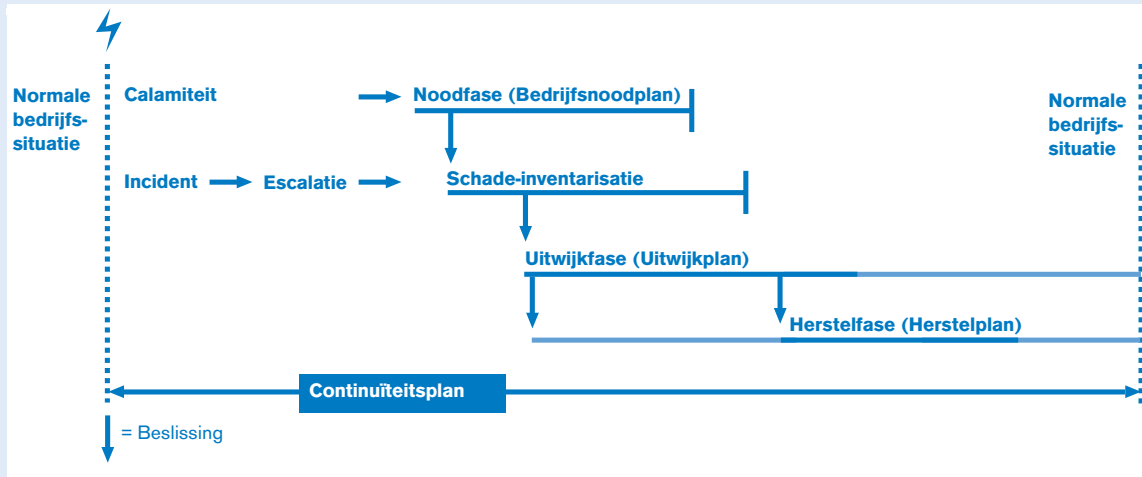 Normale
bedrijfs-
situatie
Calamiteit
Noodfase (Bedrijfsnoodplan)
Normale
bedrijfs-
situatie
Incident
Escalatie
Schade-inventarisatie
Uitwijkfase (Uitwijkplan)
Herstelfase (Herstelplan)
Continuïteitsplan
= Beslissing